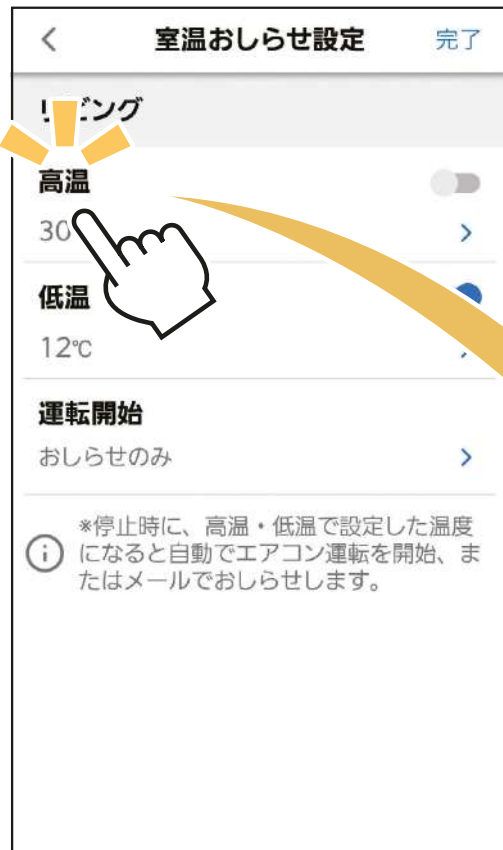 室温おしらせ設定 完了
リビング
高温
30
低温
12℃
運転開始
おしらせのみ
*停止時に、高温・低温で設定した温度
になると自動でエアコン運転を開始、ま
たはメールでおしらせします。